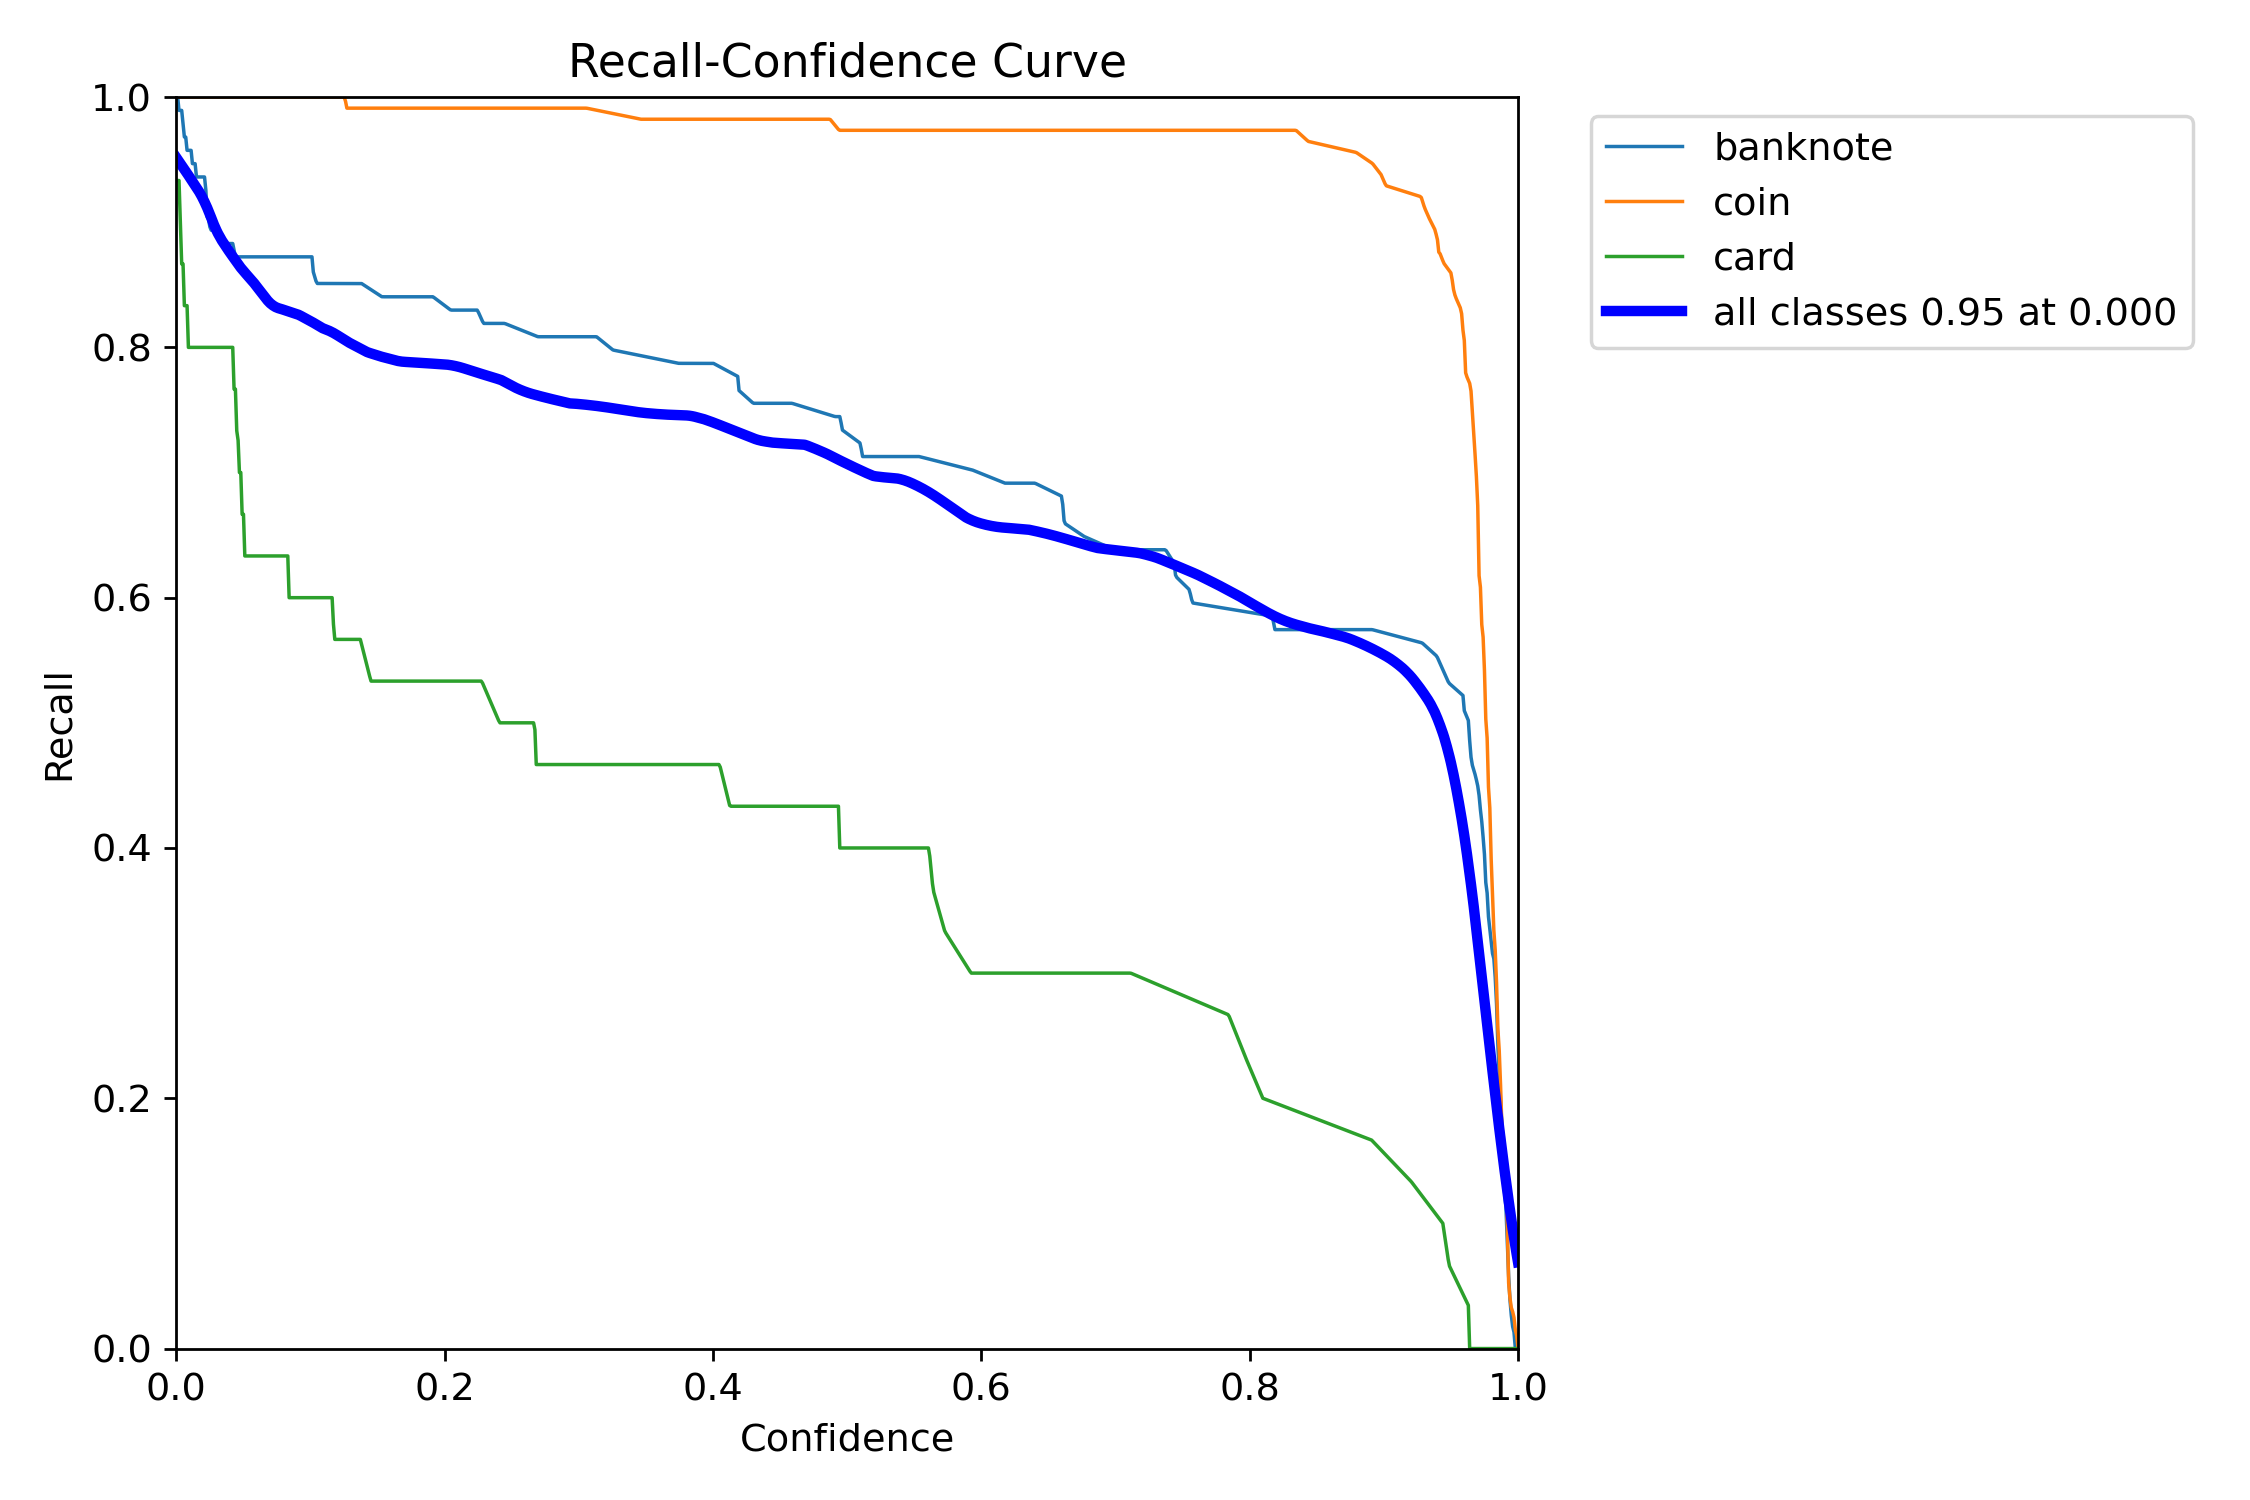 Recall-Confidence Curve
1.0
0.8
0.6
0.4
0.2
0.0
Recall
0.0 0.2 0.4 0.6 0.8 1.0
Confidence
banknote
coin
card
all classes 0.95 at 0.000